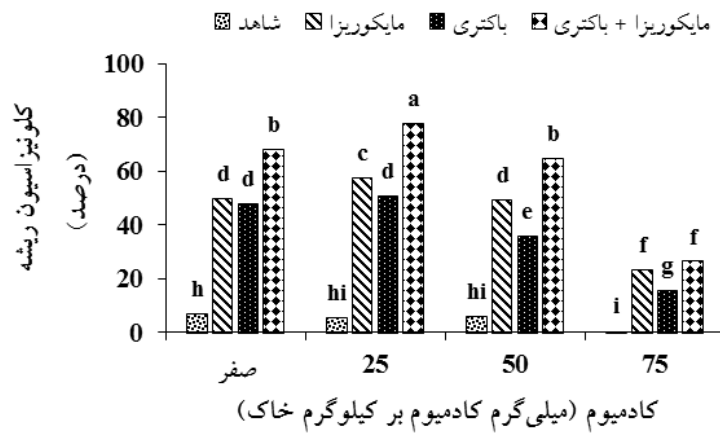 شاهد مایکوریزا باکتری مایکوریزا + باکتری
کلونیزاسیون ریشه
(درصد)
100
80
60
40
20
0
h d d b
hi c d a
hi d e b
i f g f
صفر 25 50 75
کادمیوم (میلی‌گرم کادمیوم بر کیلوگرم خاک)